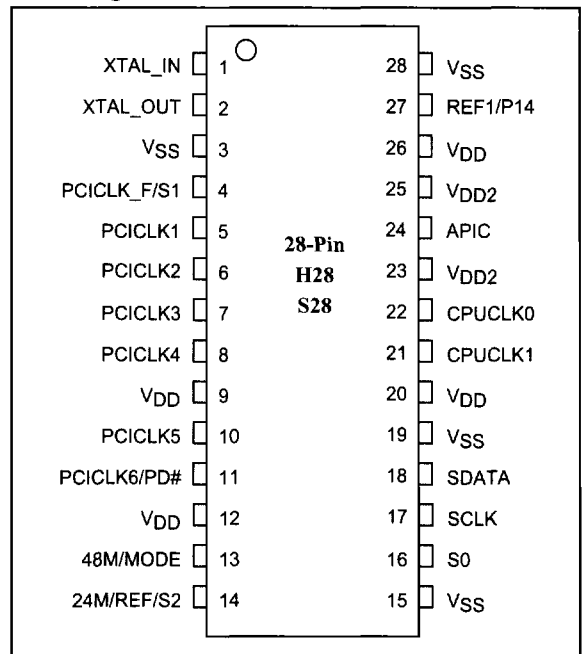 XTAL_IN 1 28 VSS
XTAL_OUT 2 27 REF1/P14
VSS 3 26 VDD
PCICLK_F/S1 4 25 VDD2
PCICLK1 5 24 APIC
28-Pin
PCICLK2 6 23 VDD2
H28
PCICLK3 7 22 CPUCLK0
S28
PCICLK4 8 21 CPUCLK1
VDD 9 20 VDD
PCICLK5 10 19 VSS
PCICLK6/PD# 11 18 SDATA
VDD 12 17 SCLK
48M/MODE 13 16 S0
24M/REF/S2 14 15 VSS